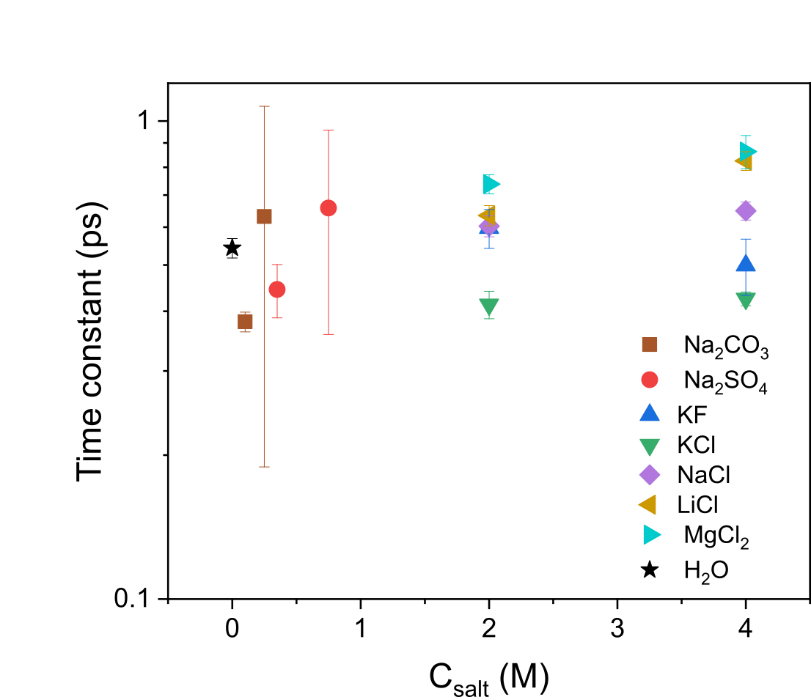 1
0.1
Time constant (ps)
0
1
2
3
4
C_salt (M)
Na₂CO₃
Na₂SO₄
KF
KCl
NaCl
LiCl
MgCl₂
H₂O